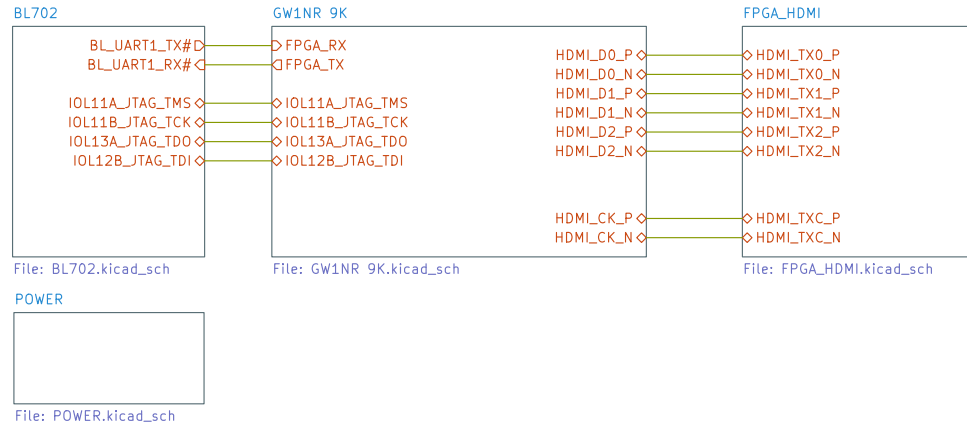 BL702
BL_UART1_TX#
BL_UART1_RX#
IOL11A_JTAG_TMS
IOL11B_JTAG_TCK
IOL13A_JTAG_TDO
IOL12B_JTAG_TDI
File: BL702.kicad_sch
GW1NR 9K
FPGA_RX
FPGA_TX
IOL11A_JTAG_TMS
IOL11B_JTAG_TCK
IOL13A_JTAG_TDO
IOL12B_JTAG_TDI
HDMI_D0_P
HDMI_D0_N
HDMI_D1_P
HDMI_D1_N
HDMI_D2_P
HDMI_D2_N
HDMI_CK_P
HDMI_CK_N
File: GW1NR 9K.kicad_sch
FPGA_HDMI
HDMI_TX0_P
HDMI_TX0_N
HDMI_TX1_P
HDMI_TX1_N
HDMI_TX2_P
HDMI_TX2_N
HDMI_TXC_P
HDMI_TXC_N
File: FPGA_HDMI.kicad_sch
POWER
File: POWER.kicad_sch